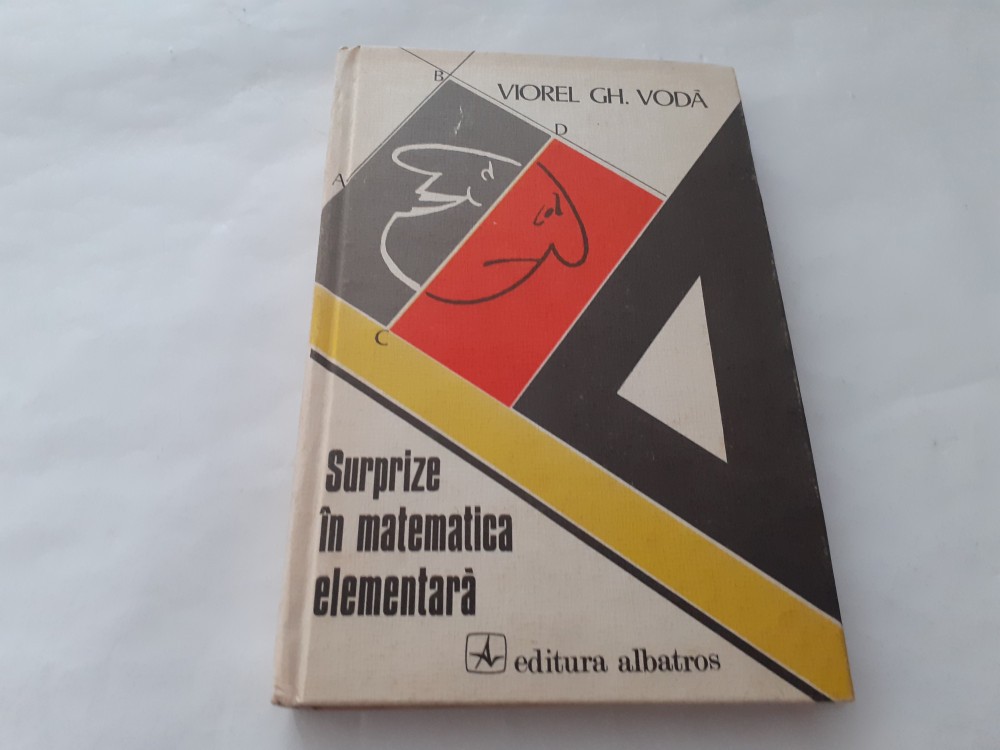 B
VIOREL GH. VODĂ
D
A
C
Surprize
în matematica
elementară
editura albatros